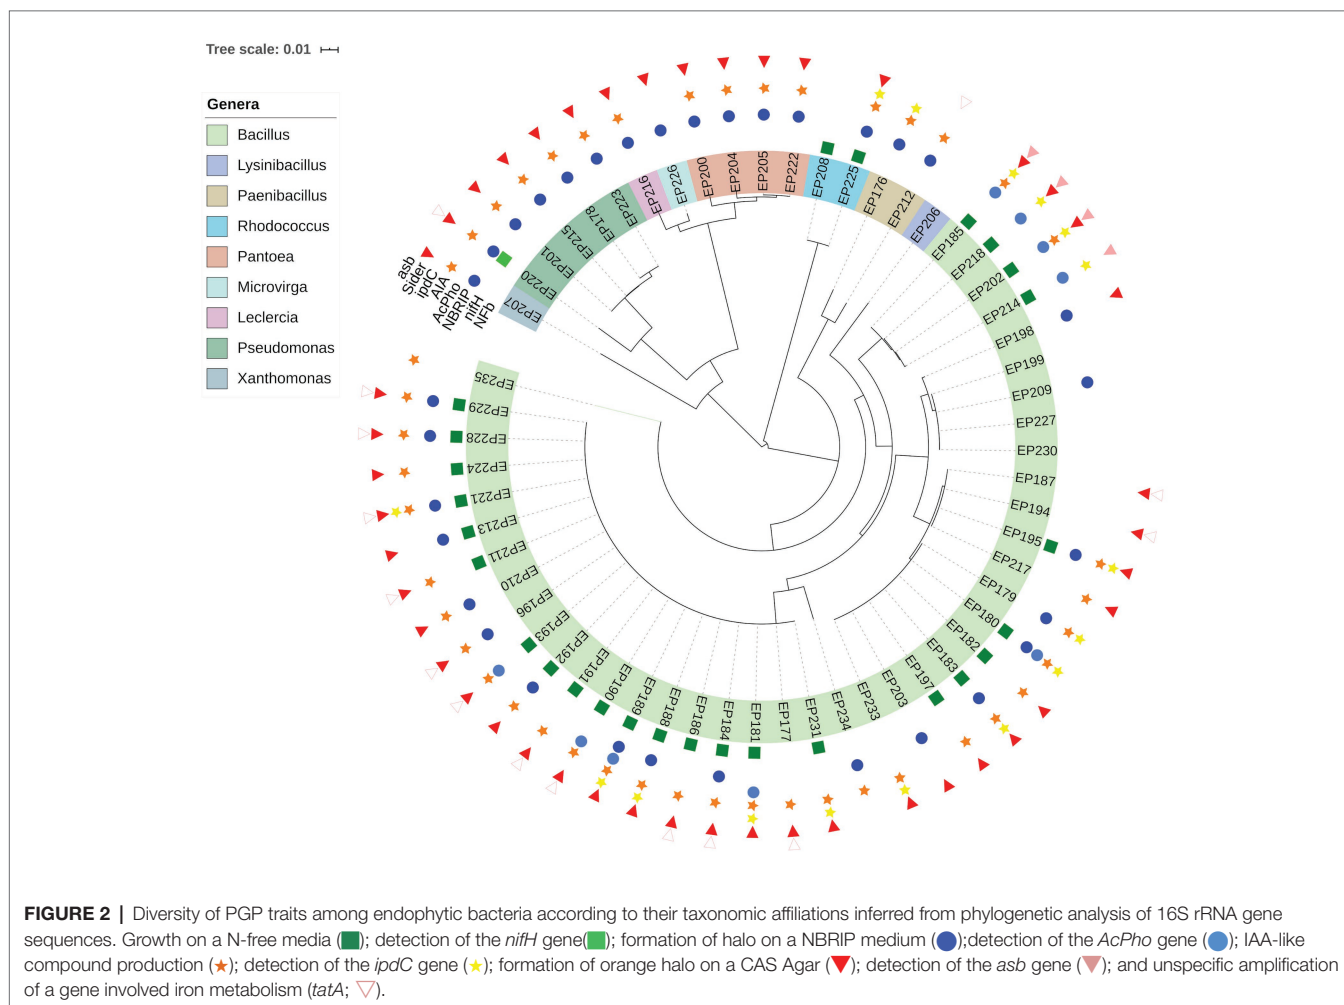 Tree scale: 0.01
Genera
Bacillus
Lysinibacillus
Paenibacillus
Rhodococcus
Pantoea
Microvirga
Leclercia
Pseudomonas
Xanthomonas
asb
Sider
ipdC
AIA
AcPho
NBRIP
nifH
NFb
EP207
EP220
EP201
EP215
EP178
EP223
EP216
EP226
EP200
EP204
EP205
EP222
EP208
EP225
EP176
EP212
EP206
EP185
EP218
EP202
EP214
EP198
EP199
EP209
EP227
EP230
EP187
EP194
EP195
EP217
EP179
EP180
EP182
EP183
EP197
EP203
EP233
EP234
EP231
EP177
EP181
EP184
EP186
EP188
EP189
EP190
EP191
EP192
EP193
EP196
EP210
EP211
EP213
EP221
EP224
EP228
EP229
EP235
FIGURE 2 | Diversity of PGP traits among endophytic bacteria according to their taxonomic affiliations inferred from phylogenetic analysis of 16S rRNA gene
sequences. Growth on a N-free media (■); detection of the nifH gene(■); formation of halo on a NBRIP medium (●);detection of the AcPho gene (●); IAA-like
compound production (★); detection of the ipdC gene (★); formation of orange halo on a CAS Agar (▼); detection of the asb gene (▼); and unspecific amplification
of a gene involved iron metabolism (tatA; ▽).